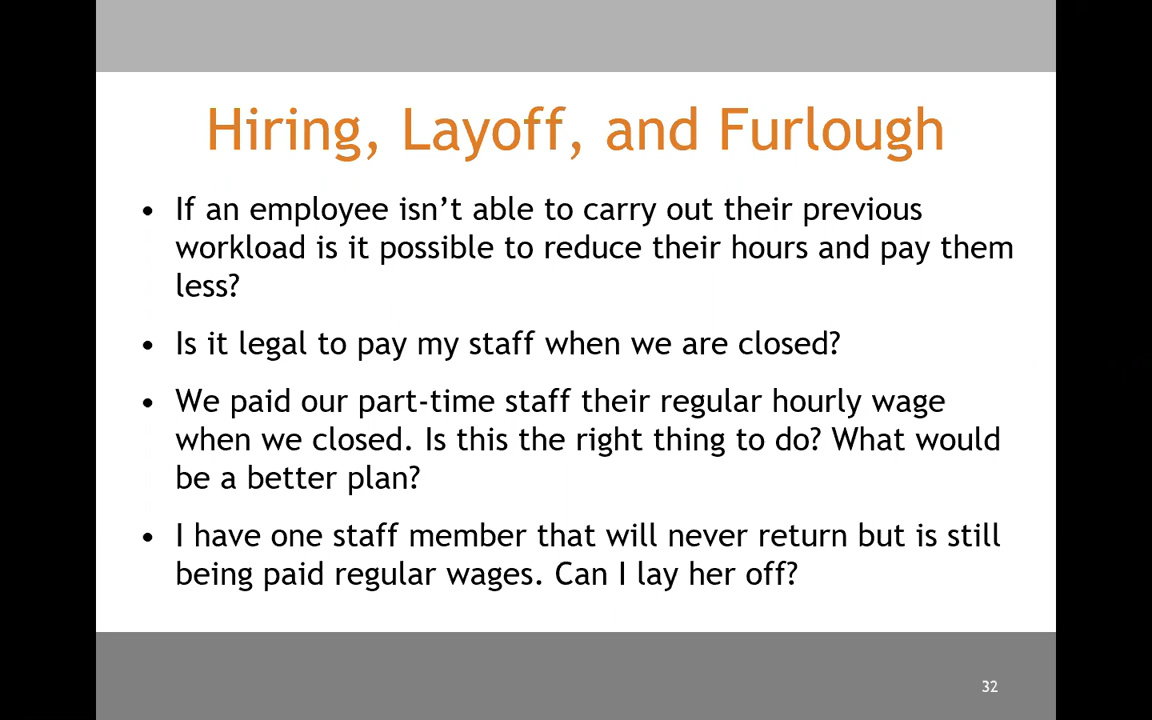 Hiring, Layoff, and Furlough
• If an employee isn’t able to carry out their previous
workload is it possible to reduce their hours and pay them
less?
• Is it legal to pay my staff when we are closed?
• We paid our part-time staff their regular hourly wage
when we closed. Is this the right thing to do? What would
be a better plan?
• I have one staff member that will never return but is still
being paid regular wages. Can I lay her off?
32